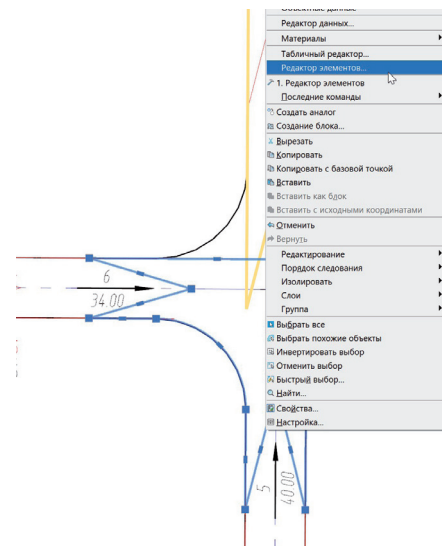 Объектные данные
Редактор данных...
Материалы
Табличный редактор...
Редактор элементов...
1. Редактор элементов
Последние команды
Создать аналог
Создание блока...
Вырезать
Копировать
Копировать с базовой точкой
Вставить
Вставить как блок
Вставить с исходными координатами
Отменить
Вернуть
Редактирование
Порядок следования
Изолировать
Слои
Группа
Выбрать все
Выбрать похожие объекты
Инвертировать выбор
Отменить выбор
Быстрый выбор...
Найти...
Свойства...
Настройка...
6
34.00
5
40.00